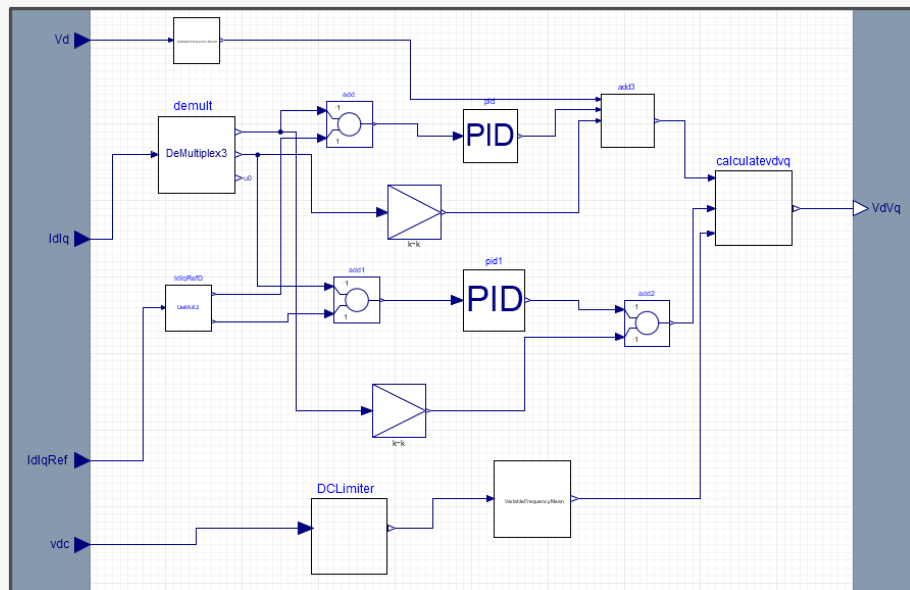 Vd
add
-1
1
pid
PID
add3
demult
DeMultiplex3
u0
calculatevdvq
VdVq
k=k
IdIq
IdIqRefD
DeMult2
add1
-1
1
pid1
PID
add2
-1
-1
k=k
IdIqRef
DCLimiter
VariableFrequencyMean
vdc